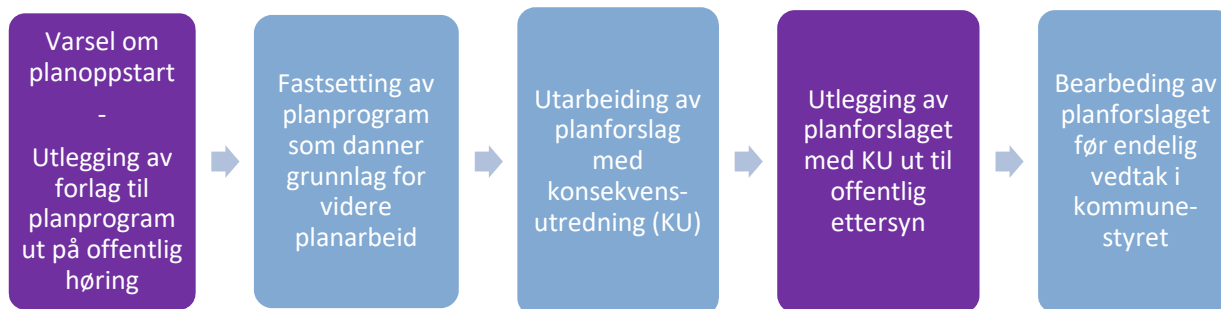 Varsel om
planoppstart
-
Utlegging av
forlag til
planprogram
ut på offentlig
høring
Fastsetting av
planprogram
som danner
grunnlag for
videre
planarbeid
Utarbeiding av
planforslag
med
konsekvens-
utredning (KU)
Utlegging av
planforslaget
med KU ut til
offentlig
ettersyn
Bearbeding av
planforslaget
før endelig
vedtak i
kommune-
styret